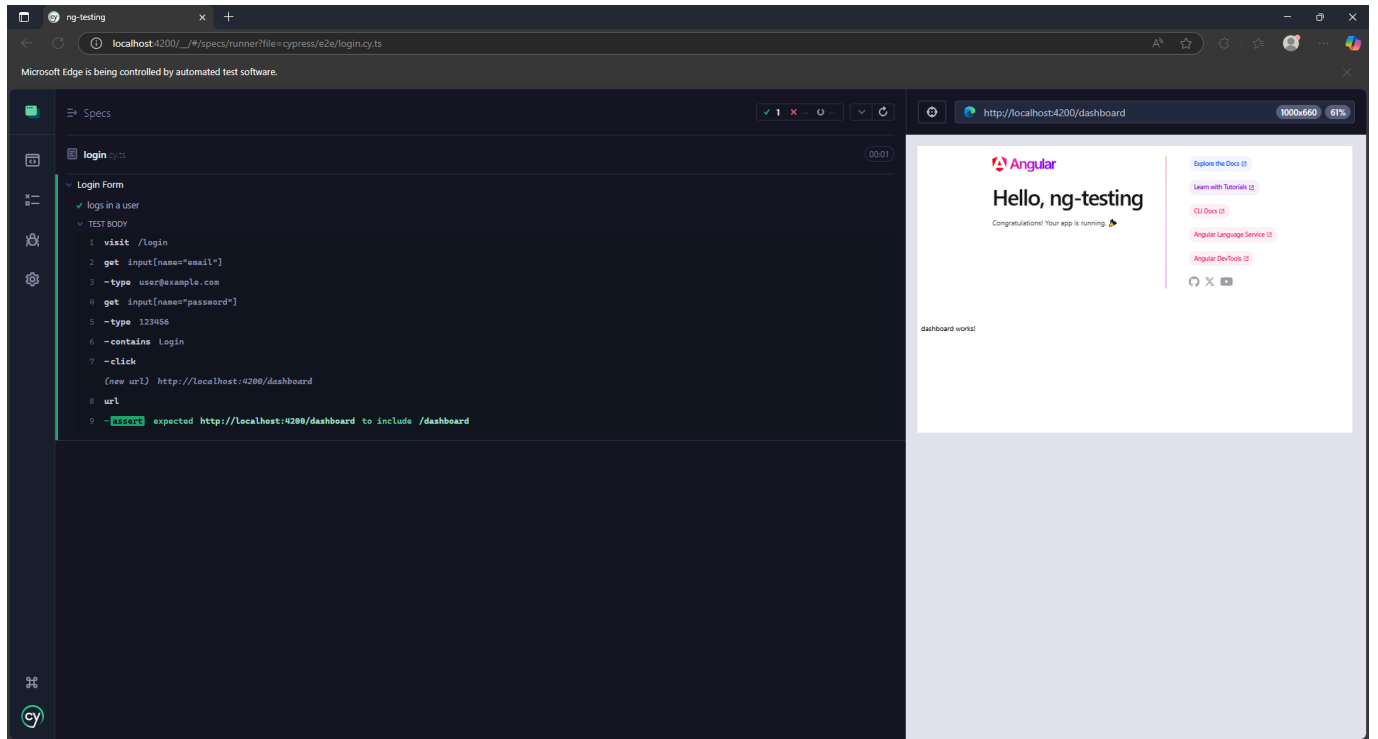 ng-testing
localhost:4200/__/#/specs/runner?file=cypress/e2e/login.cy.ts
Microsoft Edge is being controlled by automated test software.
Specs
1 -- --
login.cy.ts
00:01
Login Form
logs in a user
TEST BODY
1 visit /login
2 get input[name="email"]
3 -type user@example.com
4 get input[name="password"]
5 -type 123456
6 -contains Login
7 -click
(new url) http://localhost:4200/dashboard
8 url
9 -assert expected http://localhost:4200/dashboard to include /dashboard
cy
http://localhost:4200/dashboard
1000x660 61%
Angular
Hello, ng-testing
Congratulations! Your app is running.
Explore the Docs
Learn with Tutorials
CLI Docs
Angular Language Service
Angular DevTools
dashboard works!